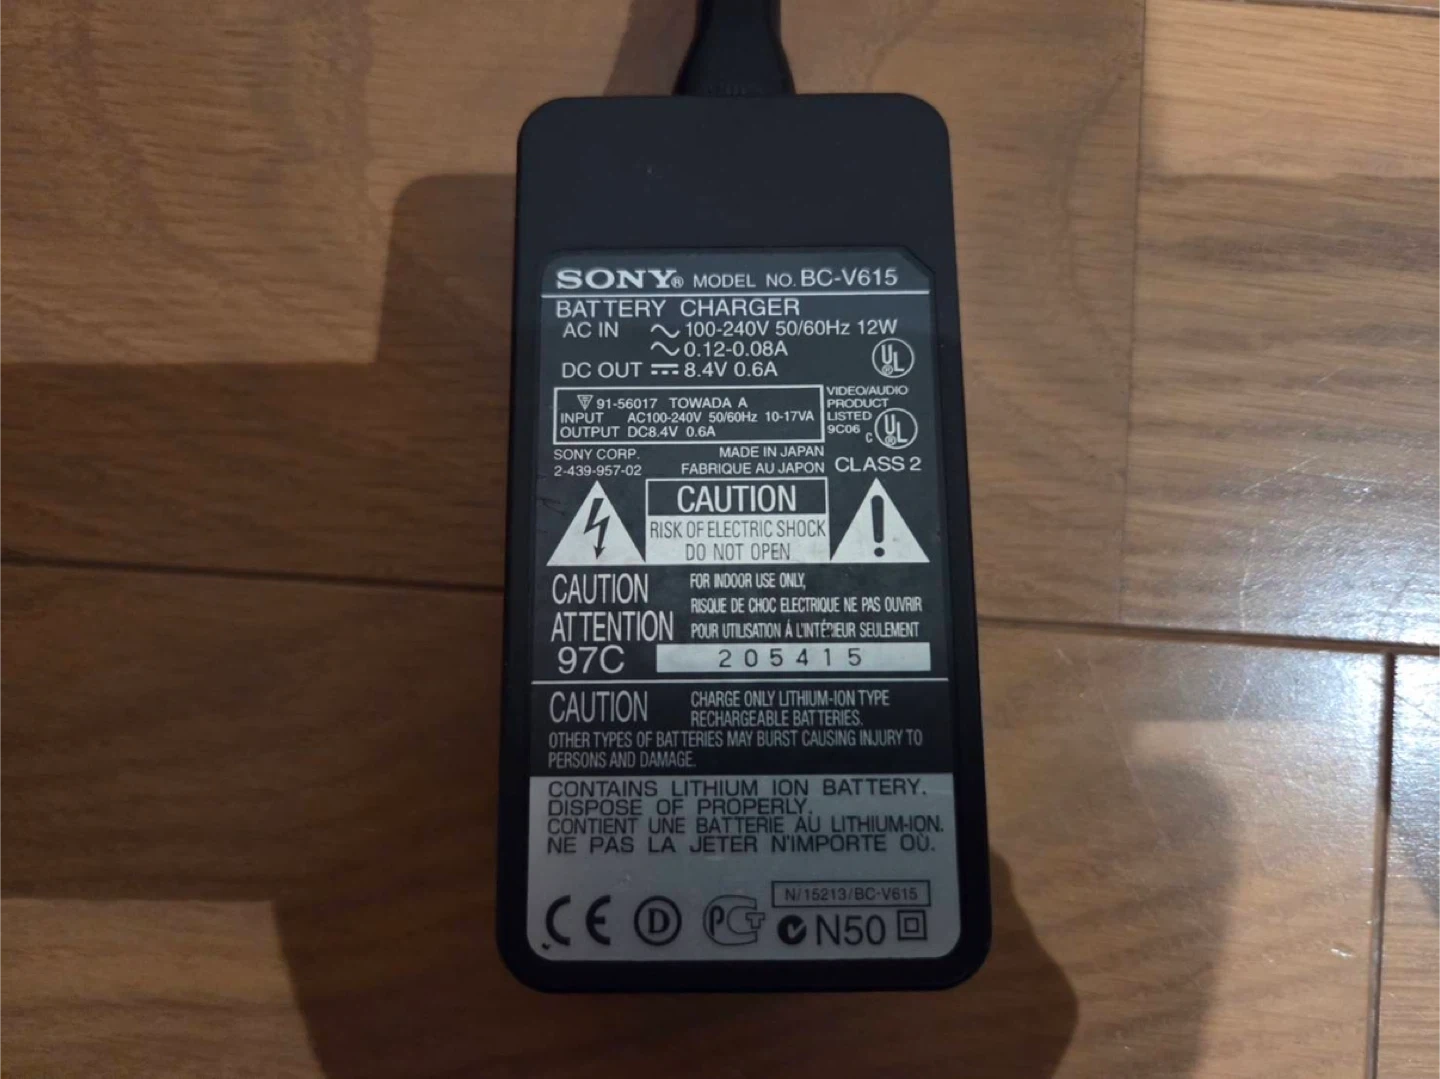 SONY® MODEL NO. BC-V615
BATTERY CHARGER
AC IN ~ 100-240V 50/60Hz 12W
~ 0.12-0.08A
DC OUT ⎓ 8.4V 0.6A
UL
91-56017 TOWADA A
INPUT AC100-240V 50/60Hz 10-17VA
OUTPUT DC8.4V 0.6A
VIDEO/AUDIO
PRODUCT
LISTED
9C06 C UL
SONY CORP.
2-439-957-02
MADE IN JAPAN
FABRIQUE AU JAPON
CLASS 2
CAUTION
RISK OF ELECTRIC SHOCK
DO NOT OPEN
CAUTION FOR INDOOR USE ONLY,
RISQUE DE CHOC ELECTRIQUE NE PAS OUVRIR
ATTENTION POUR UTILISATION Á L'INTÉRIEUR SEULEMENT
97C 205415
CAUTION CHARGE ONLY LITHIUM-ION TYPE
RECHARGEABLE BATTERIES.
OTHER TYPES OF BATTERIES MAY BURST CAUSING INJURY TO
PERSONS AND DAMAGE.
CONTAINS LITHIUM ION BATTERY.
DISPOSE OF PROPERLY.
CONTIENT UNE BATTERIE AU LITHIUM-ION.
NE PAS LA JETER N'IMPORTE OÙ.
N/15213/BC-V615
CE D PCT N50